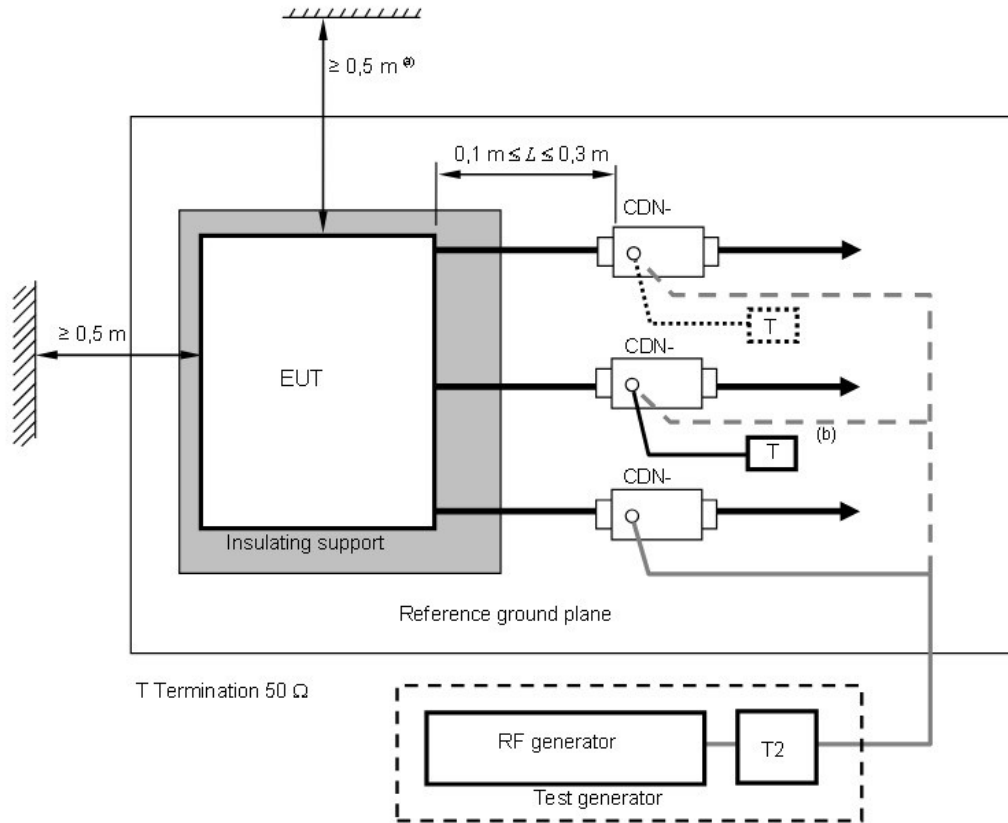 ≥ 0,5 m a)
0,1 m ≤ L ≤ 0,3 m
CDN-
T
≥ 0,5 m
CDN-
EUT
(b)
T
CDN-
Insulating support
Reference ground plane
T Termination 50 Ω
RF generator
T2
Test generator